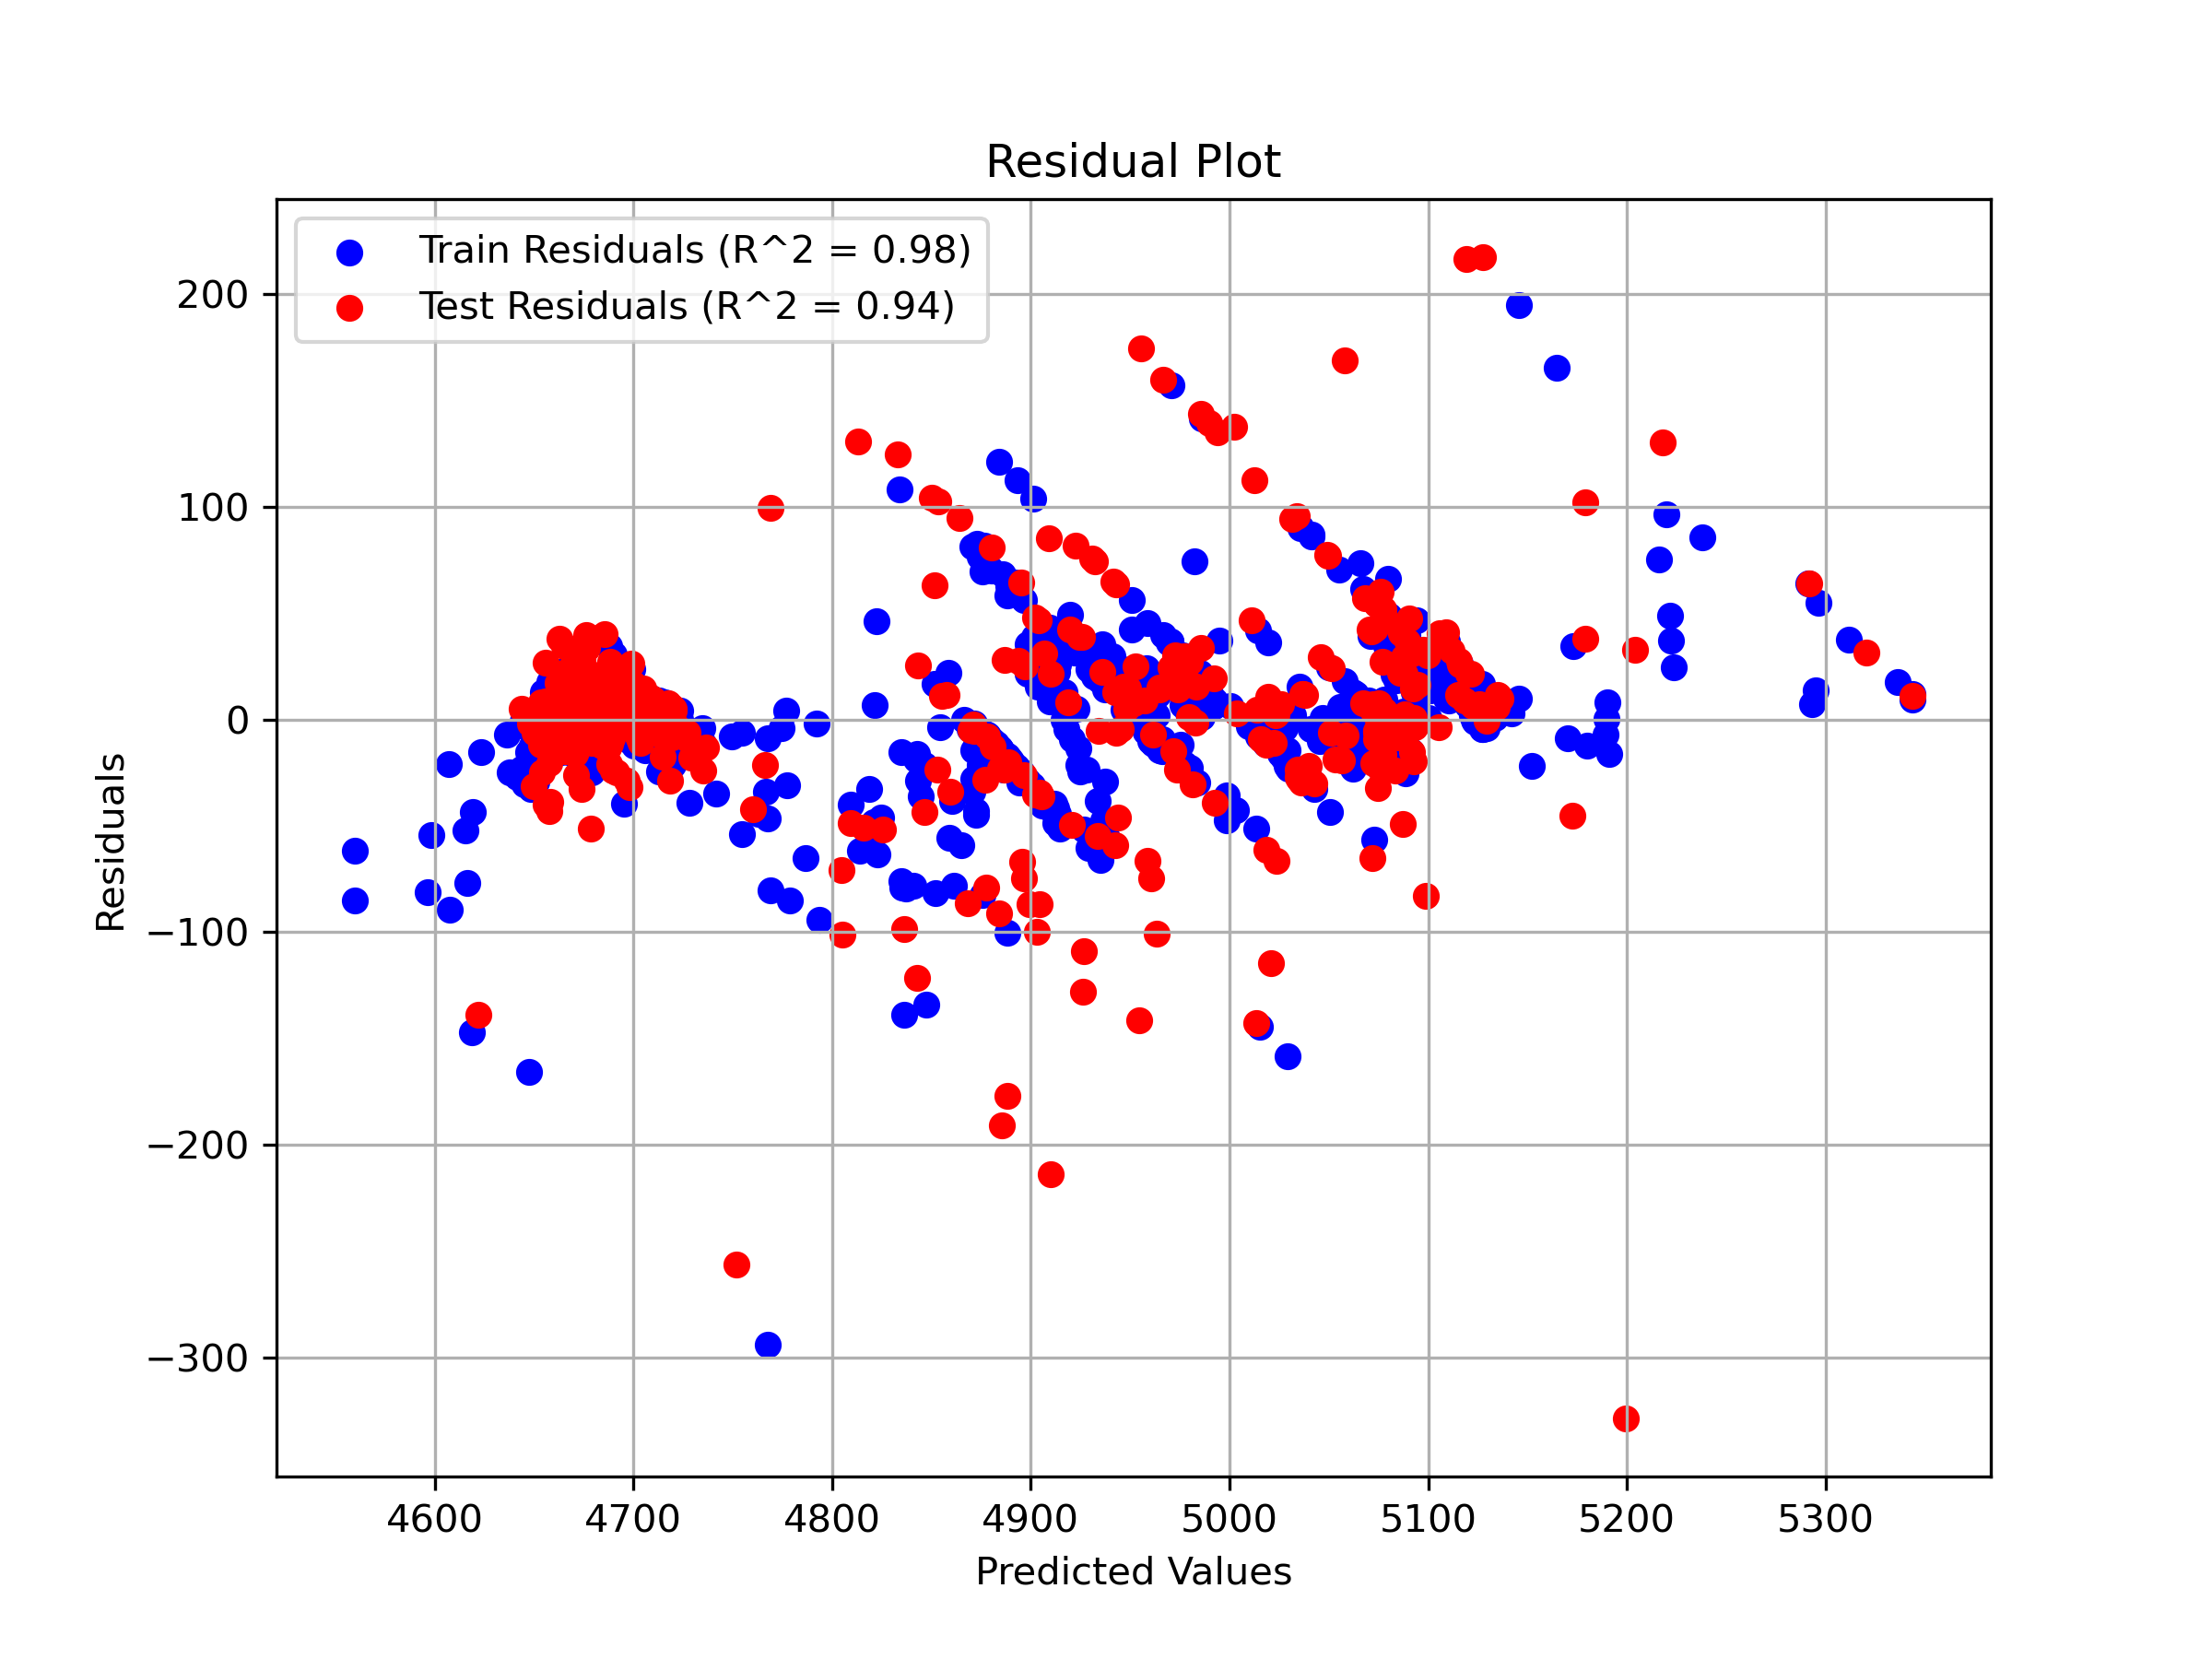 Residual Plot
Train Residuals (R^2 = 0.98)
Test Residuals (R^2 = 0.94)
200
100
0
−100
−200
−300
Residuals
4600 4700 4800 4900 5000 5100 5200 5300
Predicted Values